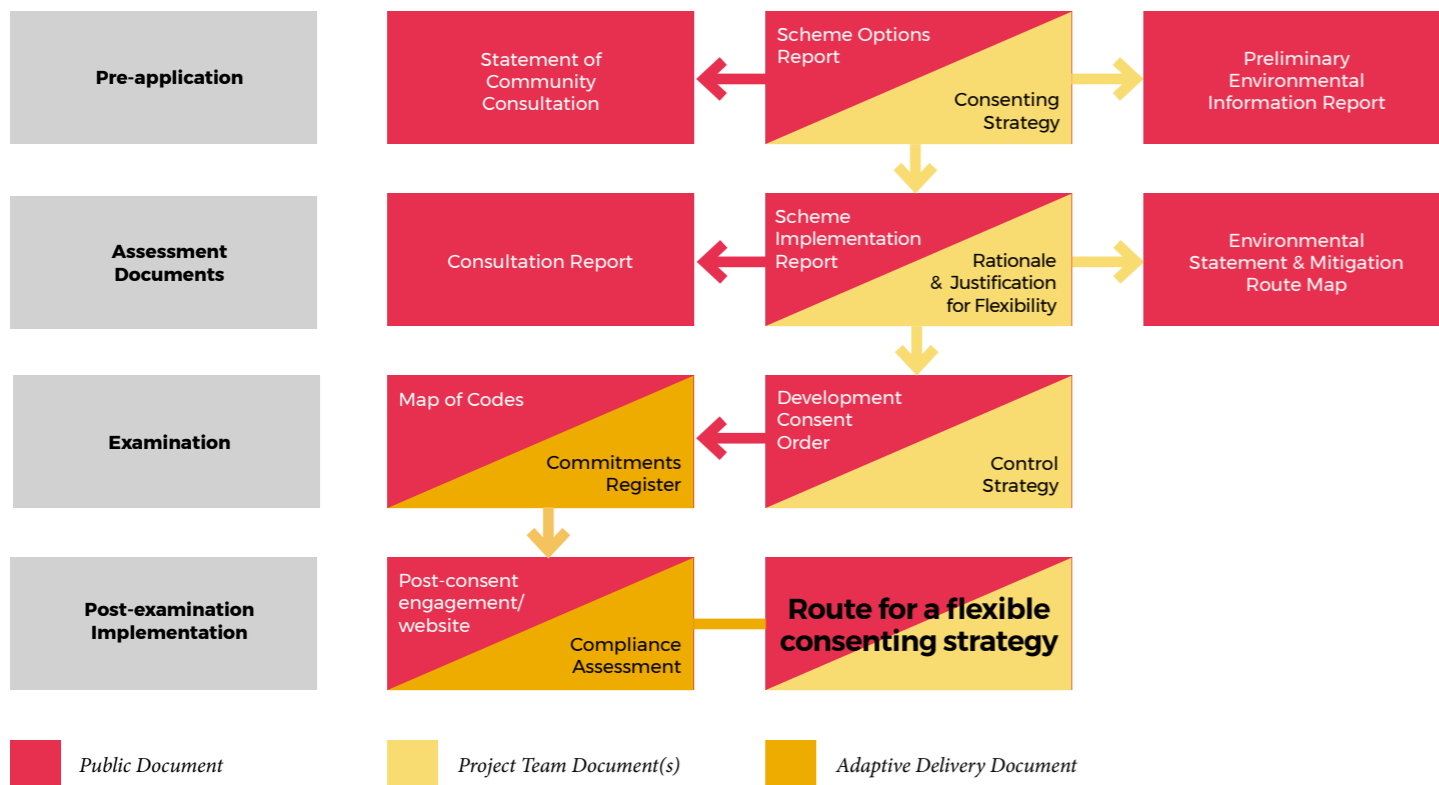 Pre-application
Statement of
Community
Consultation
Scheme Options
Report
Consenting
Strategy
Preliminary
Environmental
Information Report
Assessment
Documents
Consultation Report
Scheme
Implementation
Report
Rationale
& Justification
for Flexibility
Environmental
Statement & Mitigation
Route Map
Examination
Map of Codes
Commitments
Register
Development
Consent
Order
Control
Strategy
Post-examination
Implementation
Post-consent
engagement/
website
Compliance
Assessment
Route for a flexible
consenting strategy
Public Document
Project Team Document(s)
Adaptive Delivery Document